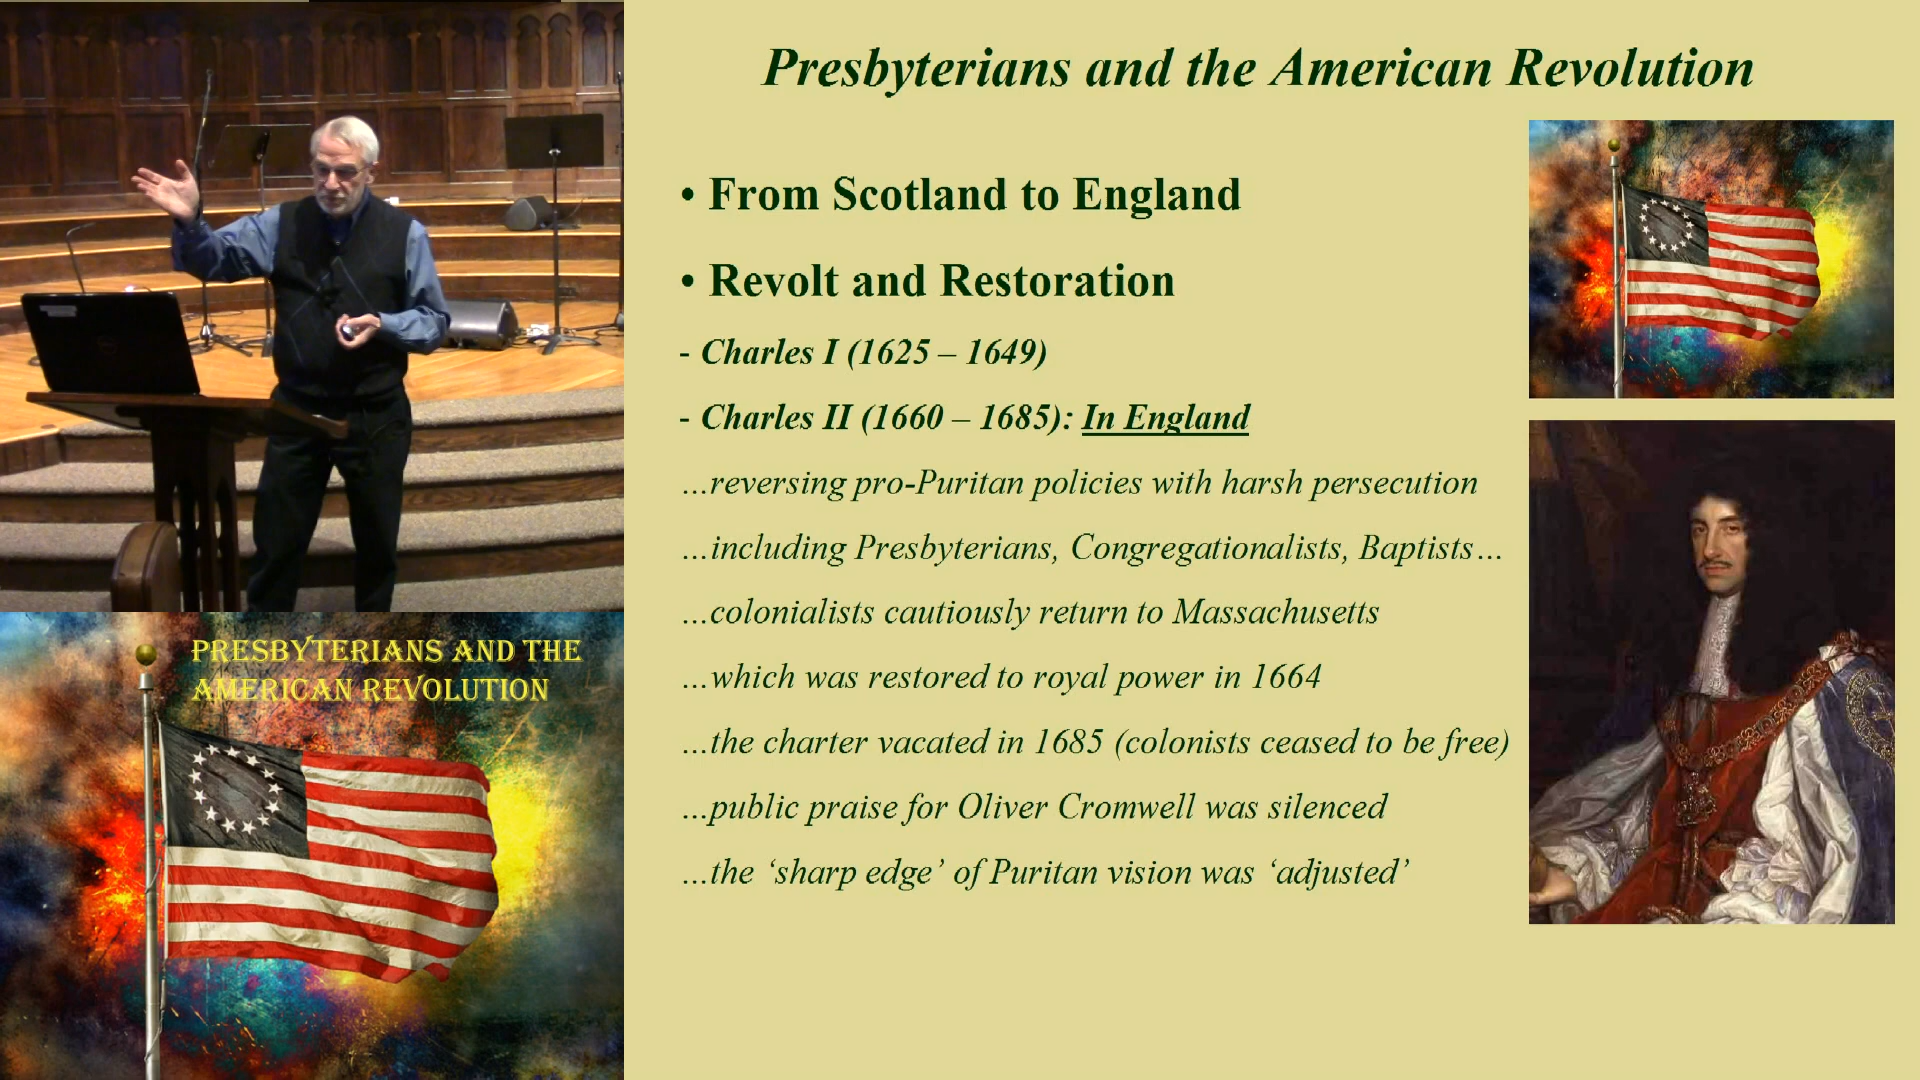 Presbyterians and the American Revolution
• From Scotland to England
• Revolt and Restoration
- Charles I (1625 – 1649)
- Charles II (1660 – 1685): In England
…reversing pro-Puritan policies with harsh persecution
…including Presbyterians, Congregationalists, Baptists…
…colonialists cautiously return to Massachusetts
…which was restored to royal power in 1664
…the charter vacated in 1685 (colonists ceased to be free)
…public praise for Oliver Cromwell was silenced
…the ‘sharp edge’ of Puritan vision was ‘adjusted’
PRESBYTERIANS AND THE
AMERICAN REVOLUTION